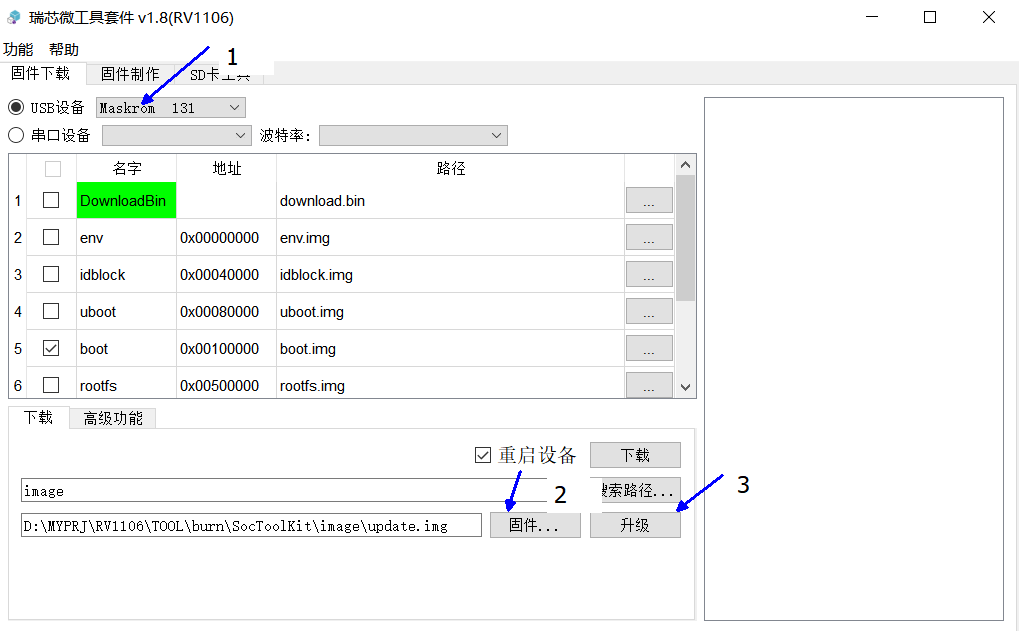 瑞芯微工具套件 v1.8(RV1106)
功能 帮助
1
固件下载 固件制作 SD卡工具
USB设备 Maskrom 131
串口设备 波特率:
名字 地址 路径
1 DownloadBin download.bin ...
2 env 0x00000000 env.img ...
3 idblock 0x00040000 idblock.img ...
4 uboot 0x00080000 uboot.img ...
5 boot 0x00100000 boot.img ...
6 rootfs 0x00500000 rootfs.img ...
下载 高级功能
重启设备 下载
image 2 搜索路径... 3
D:\MYPRJ\RV1106\TOOL\burn\SocToolKit\image\update.img 固件... 升级